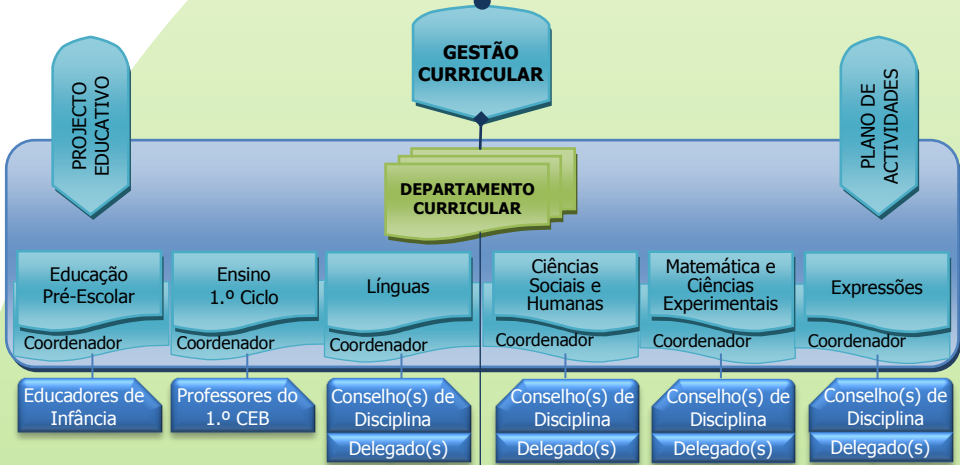 GESTÃO
CURRICULAR
PROJECTO
EDUCATIVO
PLANO DE
ACTIVIDADES
DEPARTAMENTO
CURRICULAR
Educação
Pré-Escolar
Coordenador
Ensino
1.º Ciclo
Coordenador
Línguas
Coordenador
Ciências
Sociais e
Humanas
Coordenador
Matemática e
Ciências
Experimentais
Coordenador
Expressões
Coordenador
Educadores de
Infância
Professores do
1.º CEB
Conselho(s) de
Disciplina
Delegado(s)
Conselho(s) de
Disciplina
Delegado(s)
Conselho(s) de
Disciplina
Delegado(s)
Conselho(s) de
Disciplina
Delegado(s)